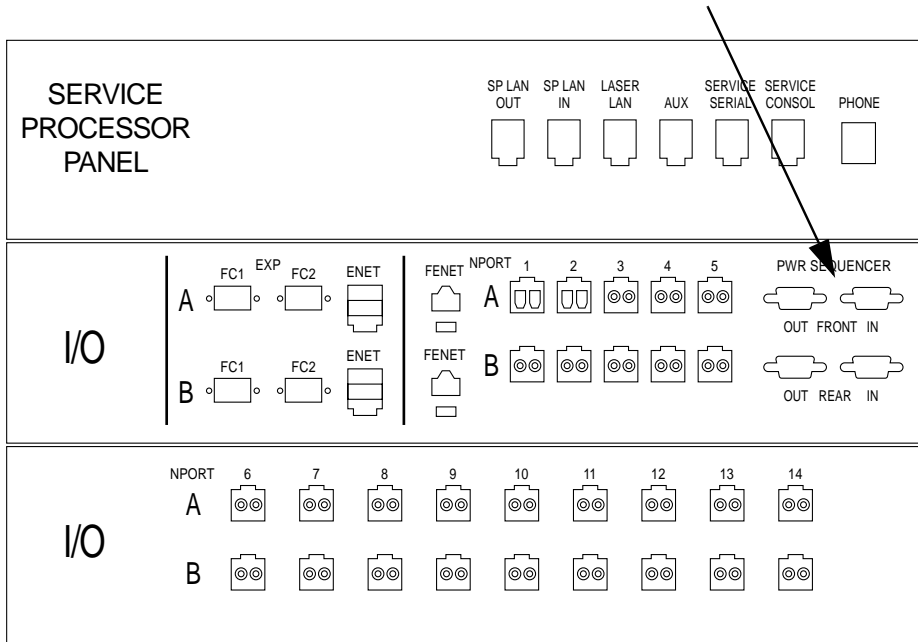 SERVICE
PROCESSOR
PANEL
SP LAN
OUT
SP LAN
IN
LASER
LAN
AUX
SERVICE
SERIAL
SERVICE
CONSOL
PHONE
I/O
EXP
A FC1 FC2 ENET
B FC1 FC2 ENET
FENET
FENET
NPORT 1 2 3 4 5
A
B
PWR SEQUENCER
OUT FRONT IN
OUT REAR IN
I/O
NPORT 6 7 8 9 10 11 12 13 14
A
B